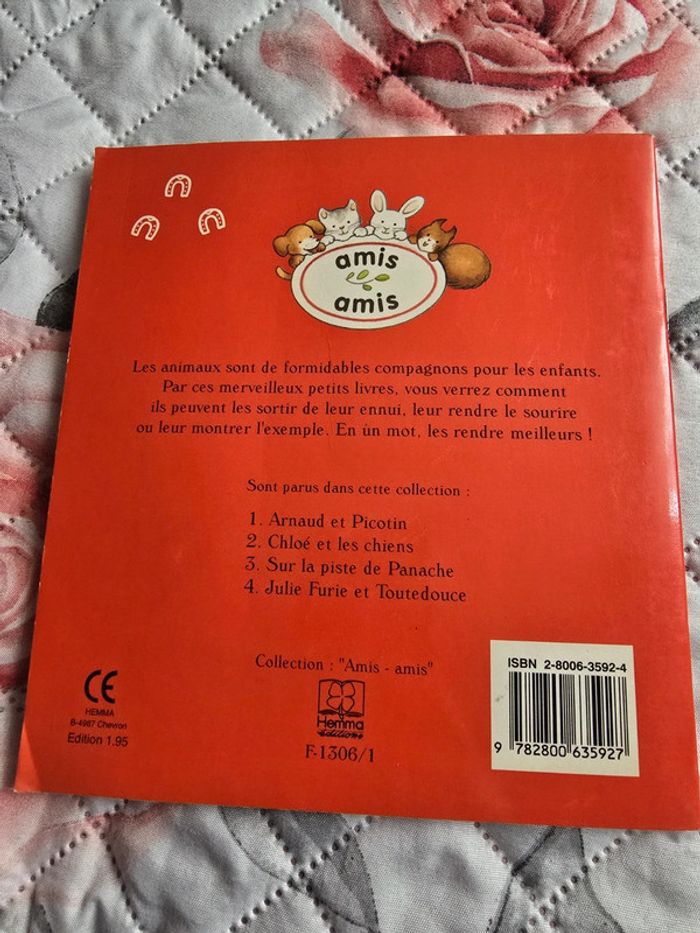 amis
amis
Les animaux sont de formidables compagnons pour les enfants.
Par ces merveilleux petits livres, vous verrez comment
ils peuvent les sortir de leur ennui, leur rendre le sourire
ou leur montrer l'exemple. En ùn mot, les rendre meilleurs !
Sont parus dans cette collection :
1. Arnaud et Picotin
2. Chloé et les chiens
3. Sur la piste de Panache
4. Julie Furie et Toutedouce
Collection : "Amis - amis"
CE
HEMMA
B-4987 Chevron
Edition 1.95
Hemma
éditions
F-1306/1
ISBN 2-8006-3592-4
9 782800 635927